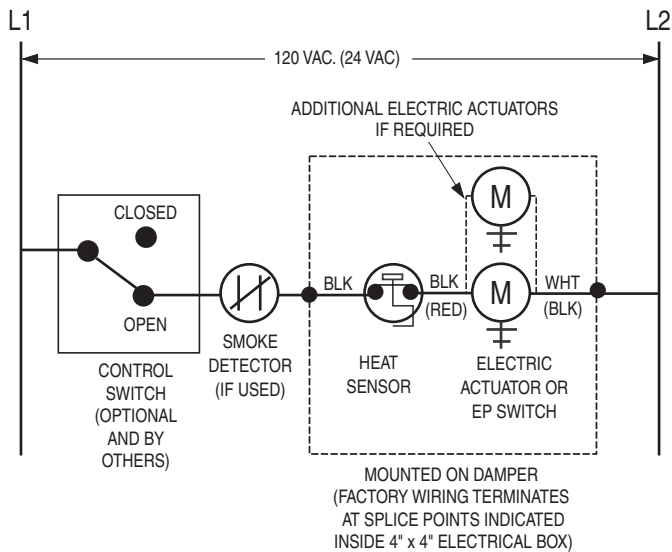 L1
L2
120 VAC. (24 VAC)
ADDITIONAL ELECTRIC ACTUATORS
IF REQUIRED
M
CLOSED
OPEN
BLK
BLK
(RED)
M
WHT
(BLK)
SMOKE
DETECTOR
(IF USED)
HEAT
SENSOR
ELECTRIC
ACTUATOR OR
EP SWITCH
CONTROL
SWITCH
(OPTIONAL
AND BY
OTHERS)
MOUNTED ON DAMPER
(FACTORY WIRING TERMINATES
AT SPLICE POINTS INDICATED
INSIDE 4" x 4" ELECTRICAL BOX)